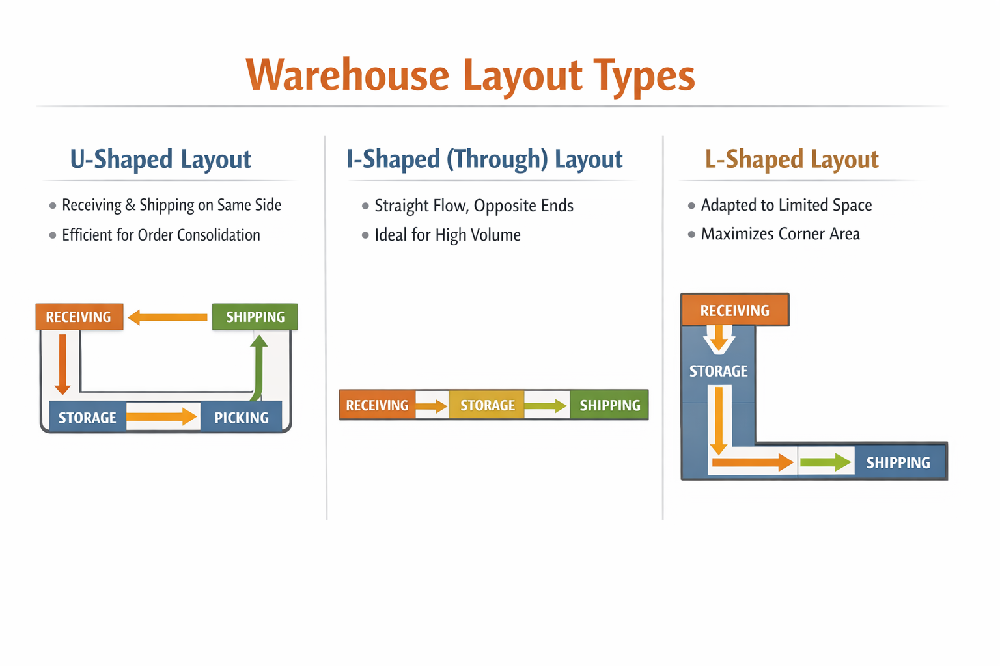 Warehouse Layout Types
U-Shaped Layout
• Receiving & Shipping on Same Side
• Efficient for Order Consolidation
RECEIVING
SHIPPING
STORAGE
PICKING
I-Shaped (Through) Layout
• Straight Flow, Opposite Ends
• Ideal for High Volume
RECEIVING
STORAGE
SHIPPING
L-Shaped Layout
• Adapted to Limited Space
• Maximizes Corner Area
RECEIVING
STORAGE
SHIPPING